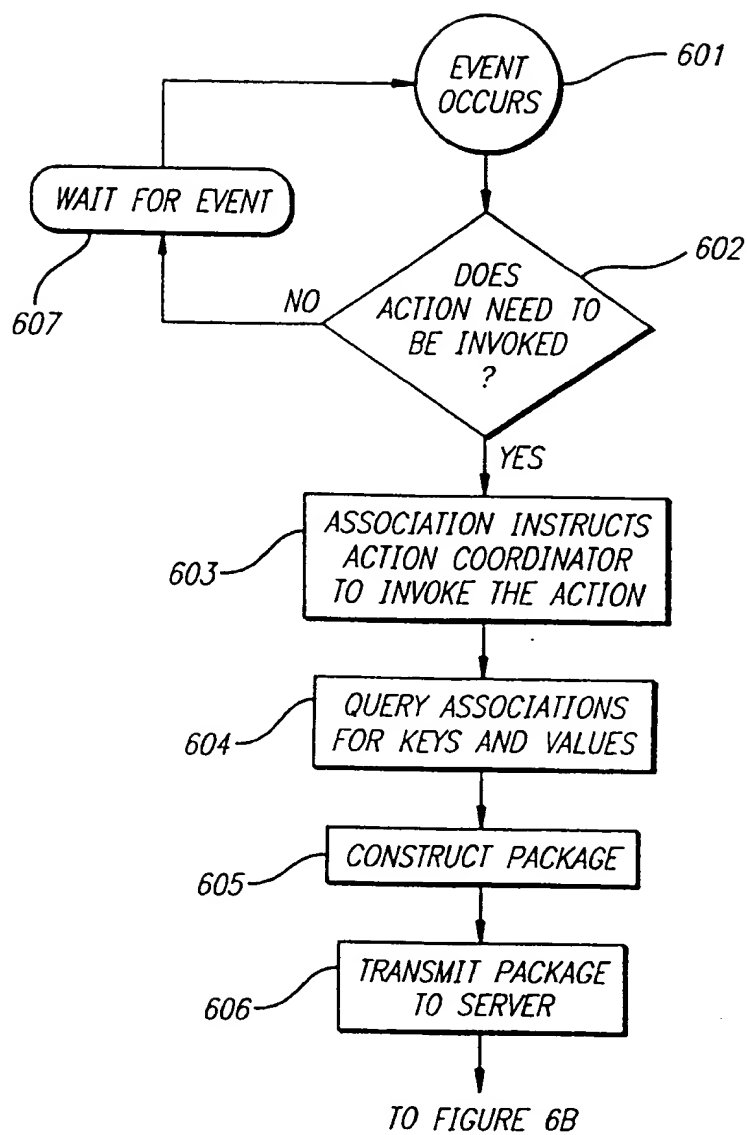 EVENT
OCCURS
601
WAIT FOR EVENT
607
DOES
ACTION NEED TO
BE INVOKED
?
602
NO
YES
ASSOCIATION INSTRUCTS
ACTION COORDINATOR
TO INVOKE THE ACTION
603
QUERY ASSOCIATIONS
FOR KEYS AND VALUES
604
CONSTRUCT PACKAGE
605
TRANSMIT PACKAGE
TO SERVER
606
TO FIGURE 6B